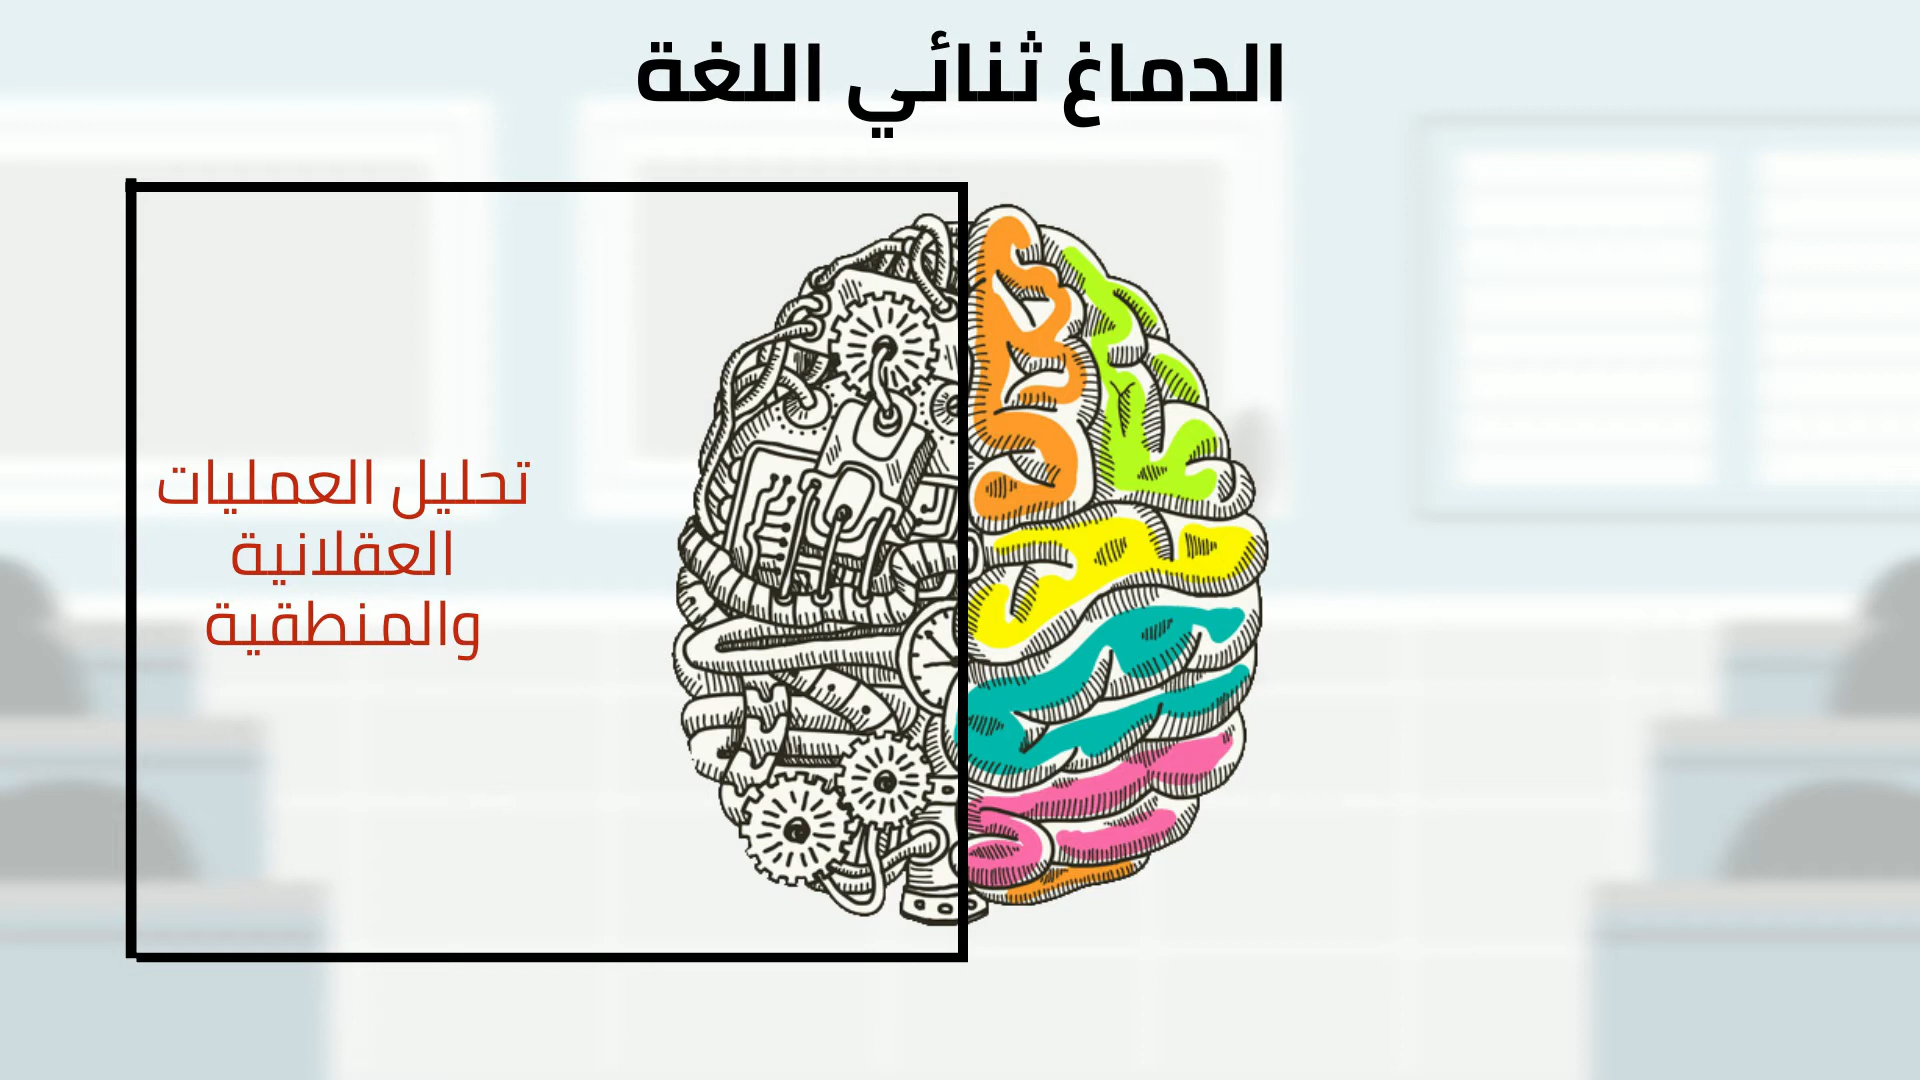 الدماغ ثنائي اللغة
تحليل العمليات
العقلانية
والمنطقية